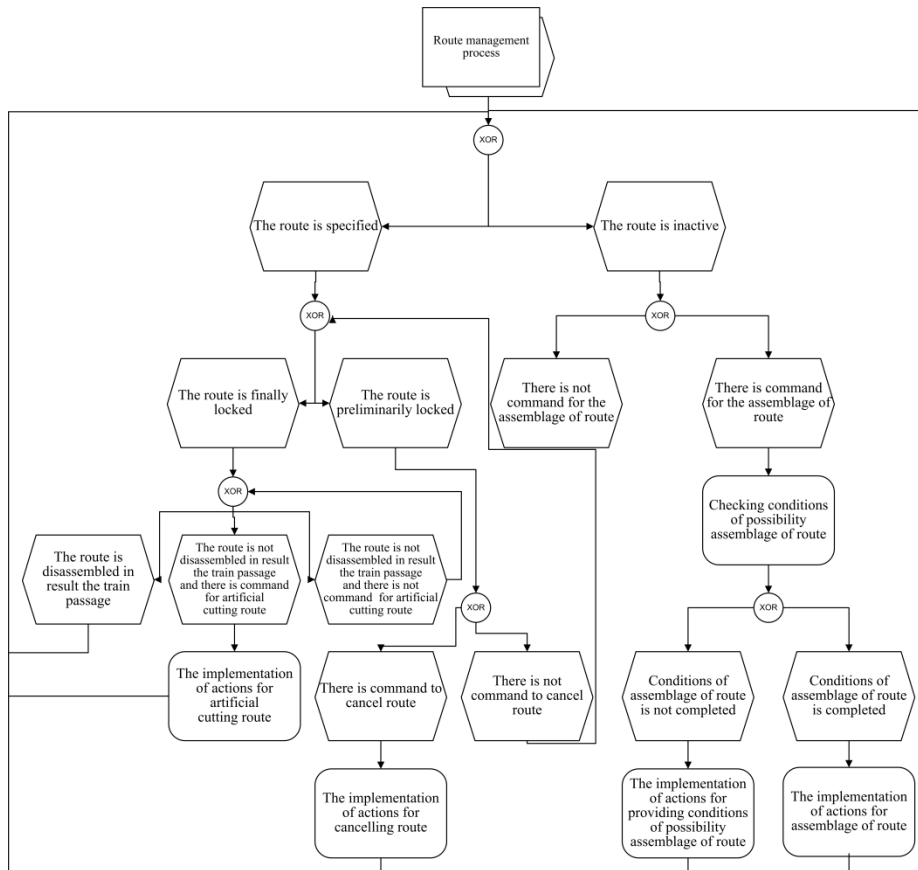 Route management
process
XOR
The route is specified
The route is inactive
XOR
XOR
The route is finally
locked
The route is
preliminarily locked
There is not
command for the
assemblage of route
There is command
for the assemblage of
route
XOR
Checking conditions
of possibility
assemblage of route
The route is
disassembled in
result the train
passage
The route is not
disassembled in result
the train passage
and there is command
for artificial
cutting route
The route is not
disassembled in result
the train passage
and there is not
command for artificial
cutting route
XOR
XOR
The implementation
of actions for
artificial
cutting route
There is command to
cancel route
There is not
command to cancel
route
Conditions of
assemblage of route
is not completed
Conditions of
assemblage of route
is completed
The implementation
of actions for
cancelling route
The implementation
of actions for
providing conditions
of possibility
assemblage of route
The implementation
of actions for
assemblage of route